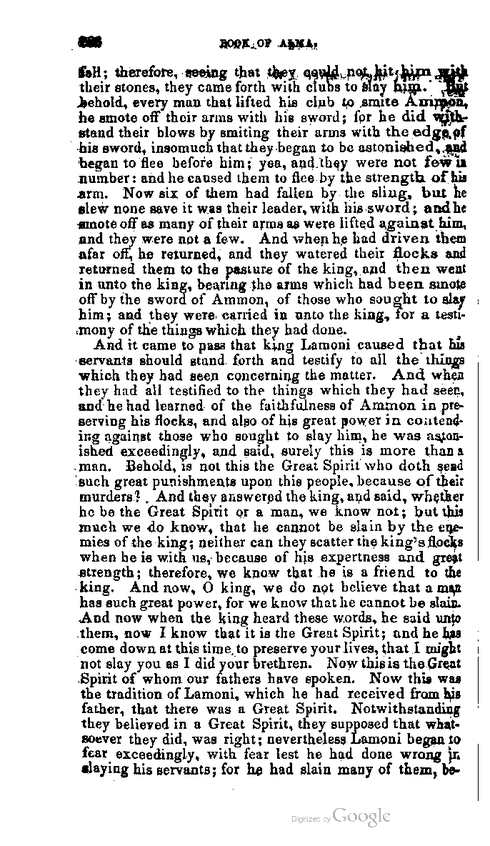 BOOK OF ALMA.
fall; therefore, seeing that they could not hit him with
their stones, they came forth with clubs to slay him. But
behold, every man that lifted his club to smite Ammon,
he smote off their arms with his sword; for he did with-
stand their blows by smiting their arms with the edge of
his sword, insomuch that they began to be astonished, and
began to flee before him; yea, and they were not few in
number: and he caused them to flee by the strength of his
arm. Now six of them had fallen by the sling, but he
slew none save it was their leader, with his sword; and he
smote off as many of their arms as were lifted against him,
and they were not a few. And when he had driven them
afar off, he returned, and they watered their flocks and
returned them to the pasture of the king, and then went
in unto the king, bearing the arms which had been smote
off by the sword of Ammon, of those who sought to slay
him; and they were carried in unto the king, for a testi-
mony of the things which they had done.
And it came to pass that king Lamoni caused that his
servants should stand forth and testify to all the things
which they had seen concerning the matter. And when
they had all testified to the things which they had seen,
and he had learned of the faithfulness of Ammon in pre-
serving his flocks, and also of his great power in contend-
ing against those who sought to slay him, he was aston-
ished exceedingly, and said, surely this is more than a
man. Behold, is not this the Great Spirit who doth send
such great punishments upon this people, because of their
murders? And they answered the king, and said, whether
he be the Great Spirit or a man, we know not; but this
much we do know, that he cannot be slain by the ene-
mies of the king; neither can they scatter the king's flocks
when he is with us, because of his expertness and great
strength; therefore, we know that he is a friend to the
king. And now, O king, we do not believe that a man
has such great power, for we know that he cannot be slain.
And now when the king heard these words, he said unto
them, now I know that it is the Great Spirit; and he has
come down at this time to preserve your lives, that I might
not slay you as I did your brethren. Now this is the Great
Spirit of whom our fathers have spoken. Now this was
the tradition of Lamoni, which he had received from his
father, that there was a Great Spirit. Notwithstanding
they believed in a Great Spirit, they supposed that what-
soever they did, was right; nevertheless Lamoni began to
fear exceedingly, with fear lest he had done wrong in
slaying his servants; for he had slain many of them, be-
Digitized by Google